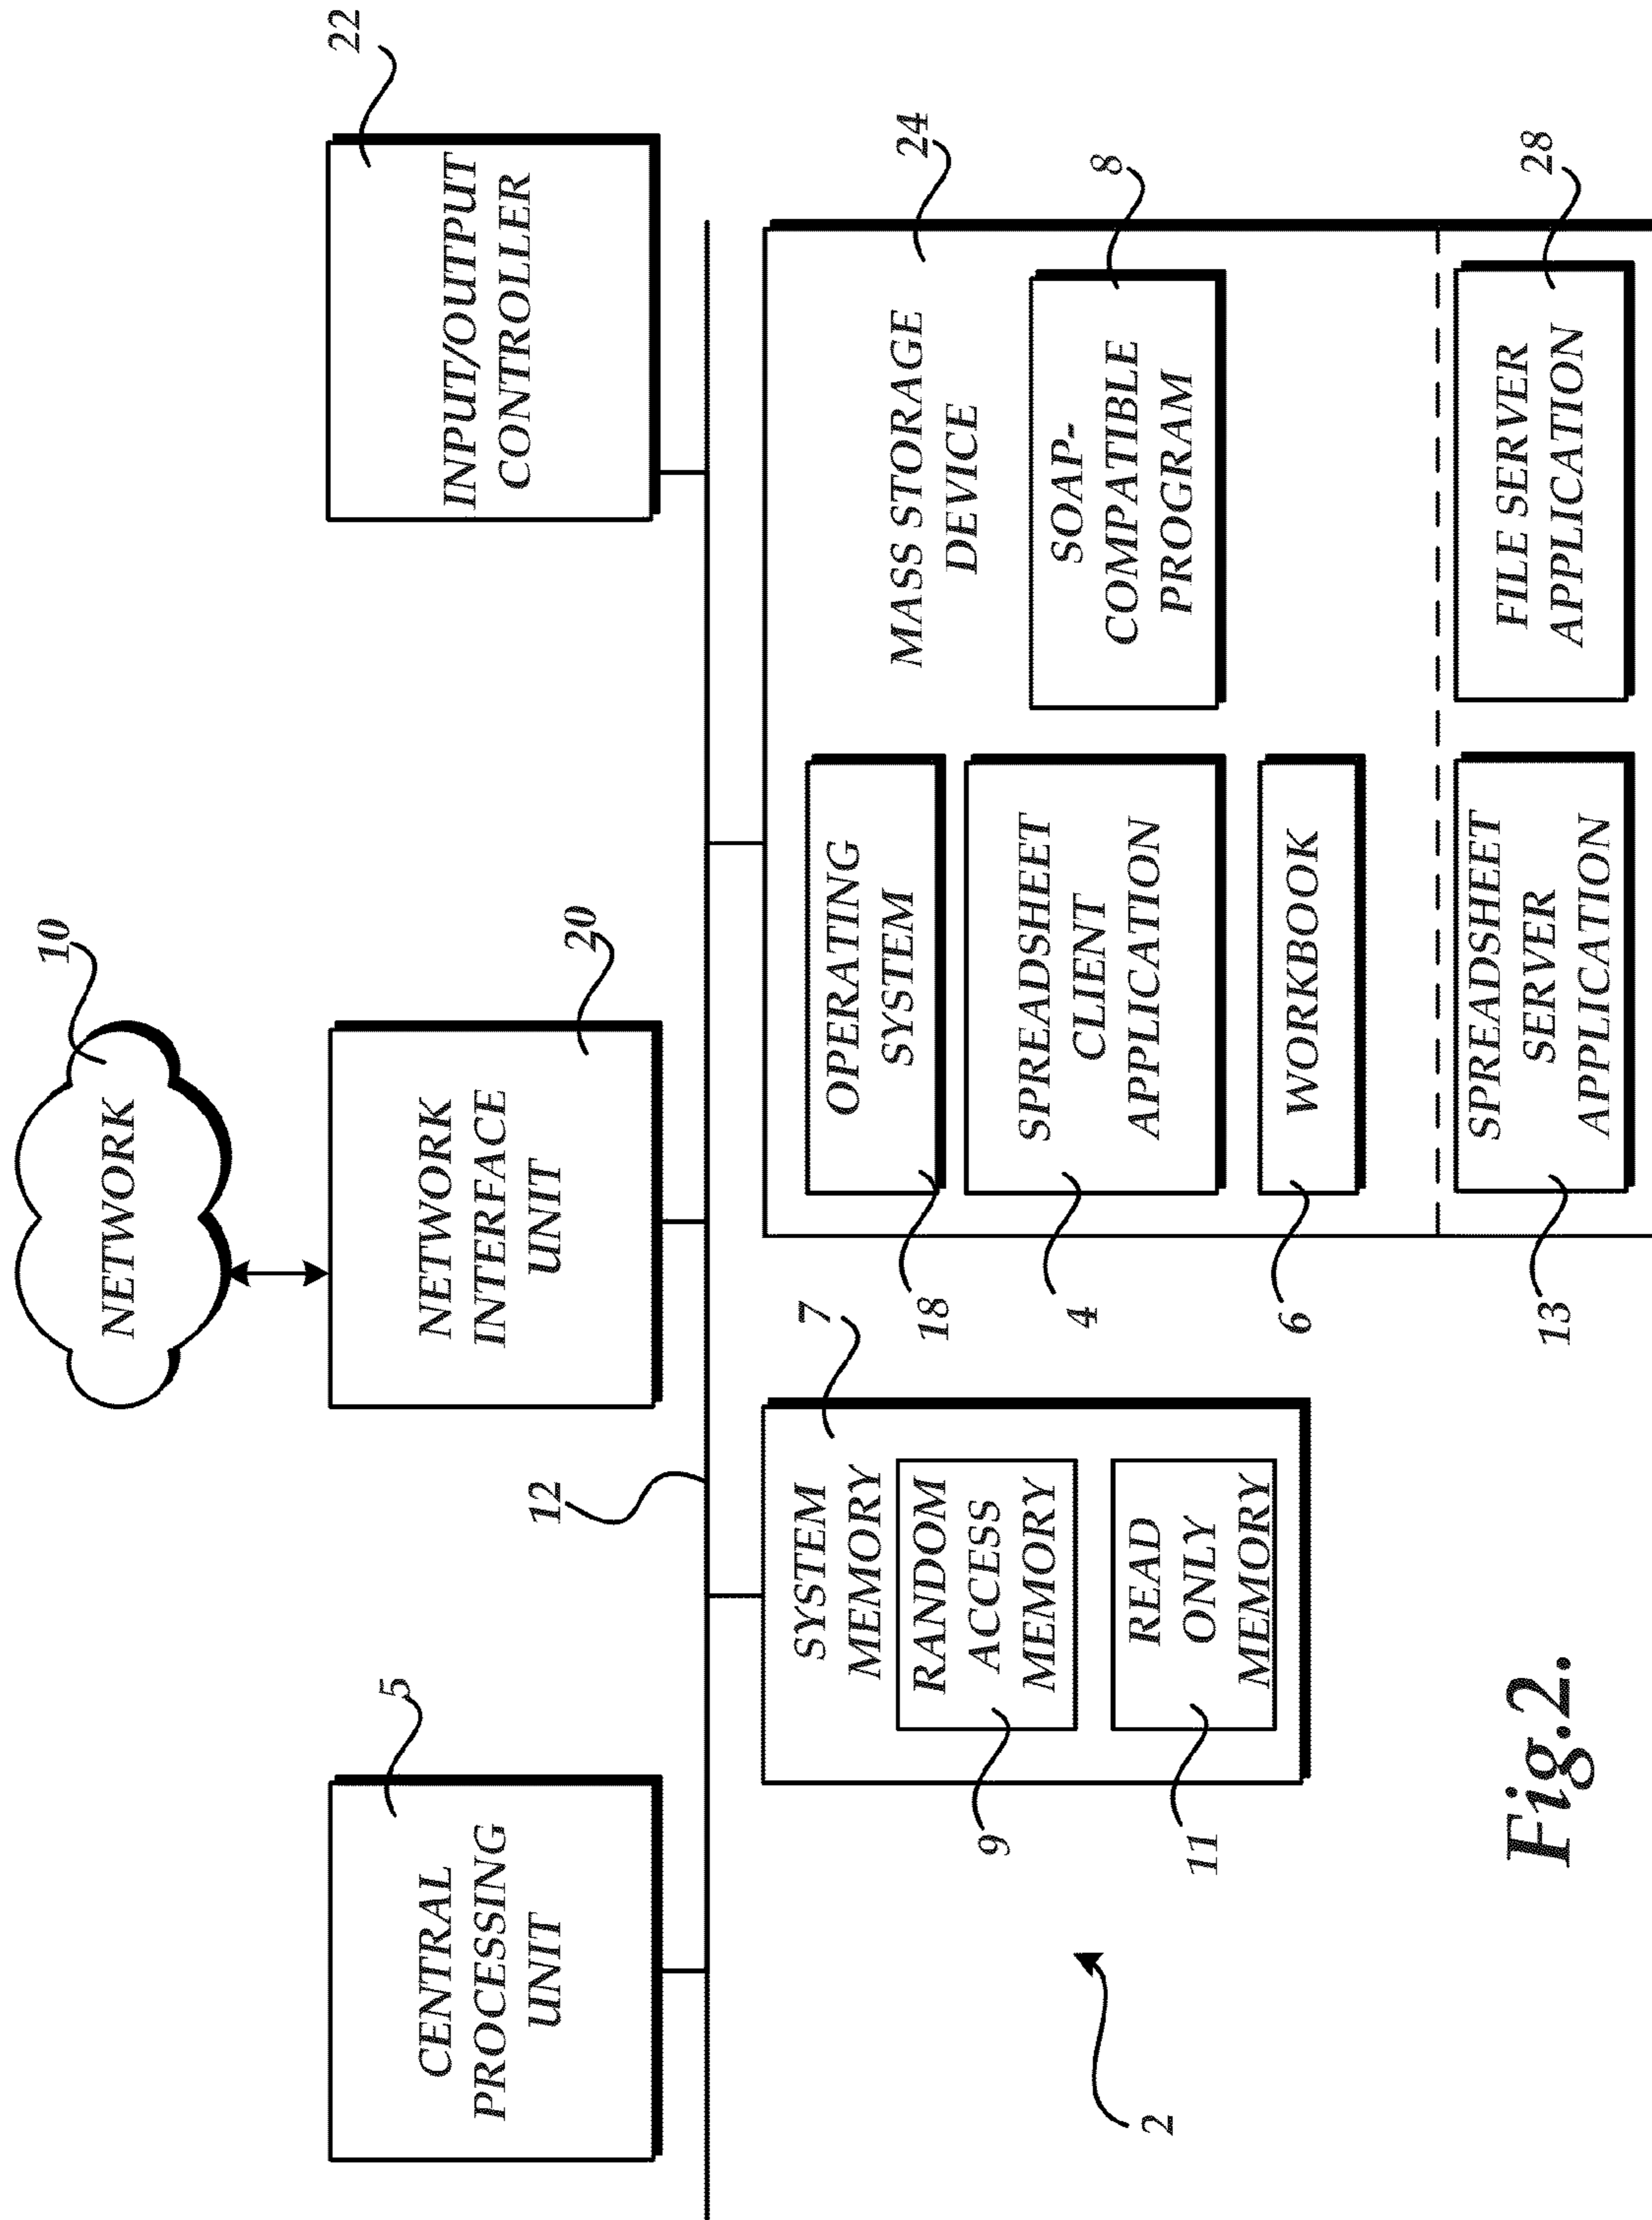 10
NETWORK
5
CENTRAL
PROCESSING
UNIT
20
NETWORK
INTERFACE
UNIT
22
INPUT/OUTPUT
CONTROLLER
12
7
SYSTEM
MEMORY
RANDOM
ACCESS
MEMORY
9
READ
ONLY
MEMORY
11
24
MASS STORAGE
DEVICE
OPERATING
SYSTEM
18
SPREADSHEET
CLIENT
APPLICATION
4
SOAP-
COMPATIBLE
PROGRAM
8
WORKBOOK
6
SPREADSHEET
SERVER
APPLICATION
13
FILE SERVER
APPLICATION
28
2
Fig.2.